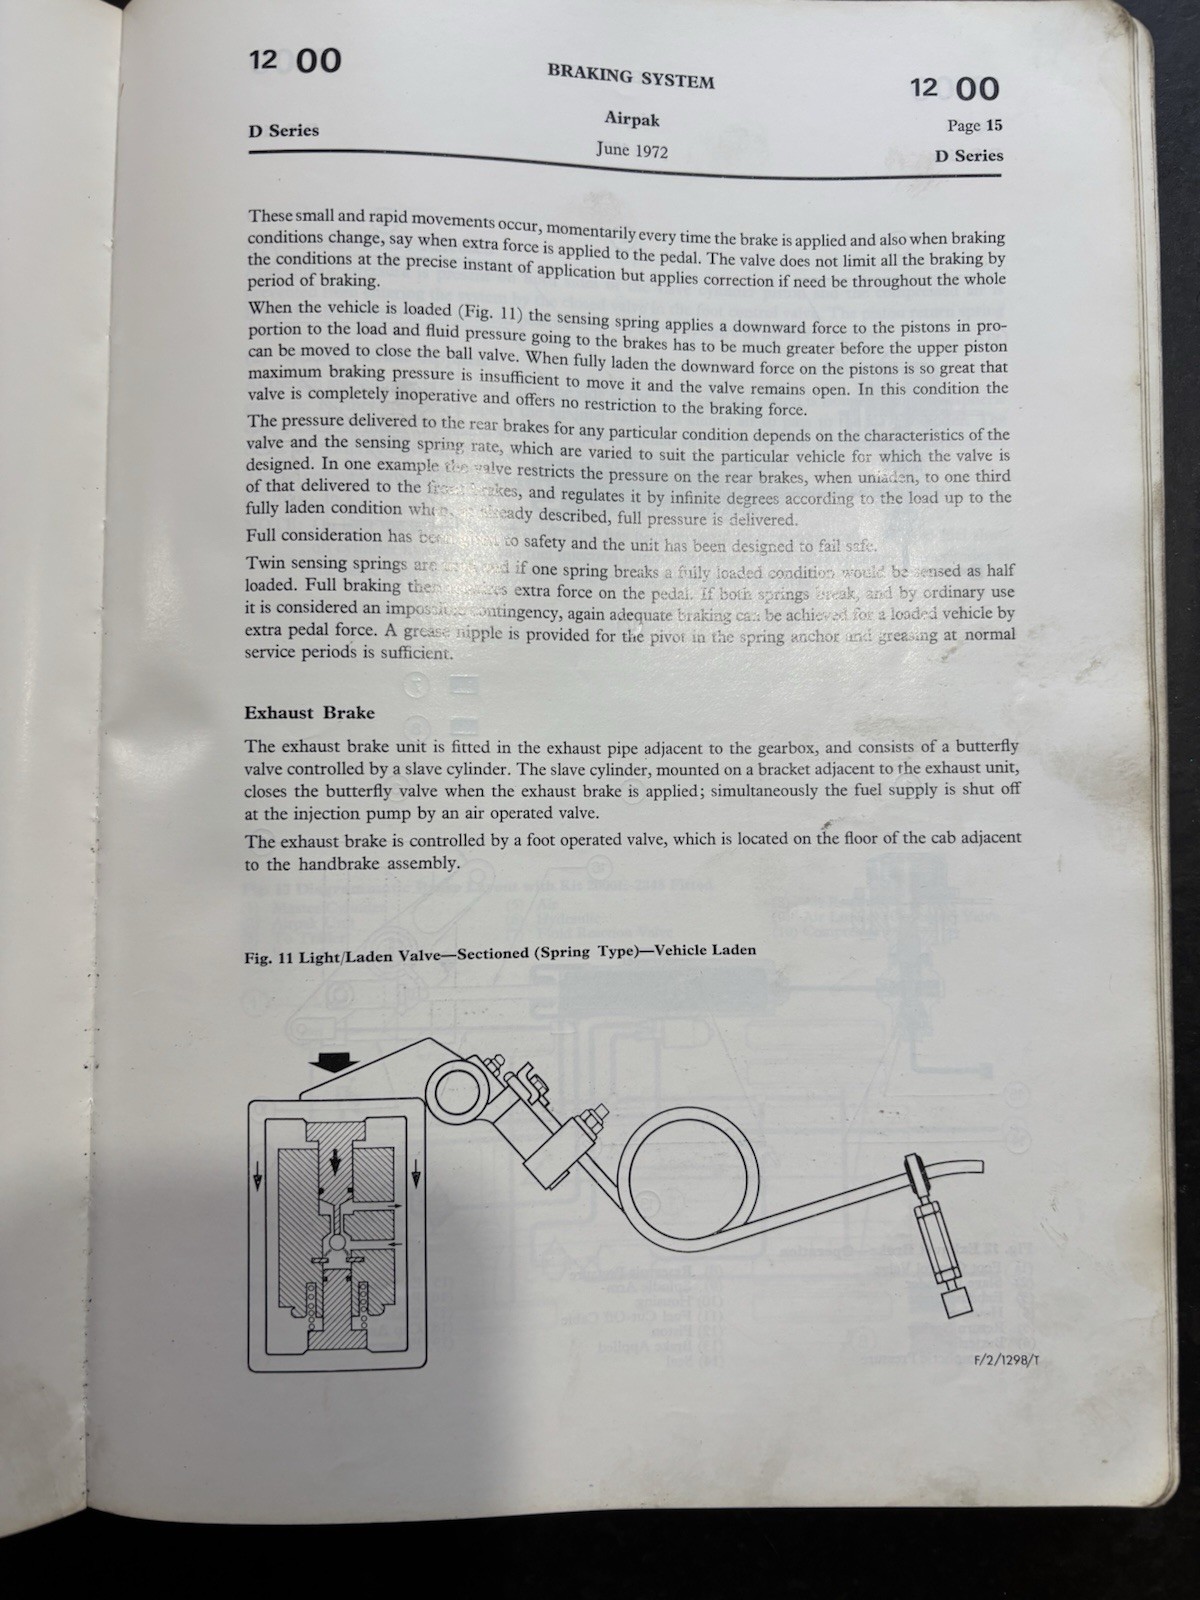 12 00
BRAKING SYSTEM
12 00
Airpak
Page 15
D Series
June 1972
D Series
These small and rapid movements occur, momentarily every time the brake is applied and also when braking
conditions change, say when extra force is applied to the pedal. The valve does not limit all the braking by
the conditions at the precise instant of application but applies correction if need be throughout the whole
period of braking.
When the vehicle is loaded (Fig. 11) the sensing spring applies a downward force to the pistons in pro-
portion to the load and fluid pressure going to the brakes has to be much greater before the upper piston
can be moved to close the ball valve. When fully laden the downward force on the pistons is so great that
maximum braking pressure is insufficient to move it and the valve remains open. In this condition the
valve is completely inoperative and offers no restriction to the braking force.
The pressure delivered to the rear brakes for any particular condition depends on the characteristics of the
valve and the sensing spring rate, which are varied to suit the particular vehicle for which the valve is
designed. In one example the valve restricts the pressure on the rear brakes, when unladen, to one third
of that delivered to the front brakes, and regulates it by infinite degrees according to the load up to the
fully laden condition already described, full pressure is delivered.
Full consideration has been to safety and the unit has been designed to fail safe.
Twin sensing springs are if one spring breaks a fully loaded condition would be sensed as half
loaded. Full braking extra force on the pedal. If both springs break, and by ordinary use
it is considered an impossible contingency, again adequate braking can be achieved for a loaded vehicle by
extra pedal force. A grease nipple is provided for the pivot in the spring anchor and greasing at normal
service periods is sufficient.
Exhaust Brake
The exhaust brake unit is fitted in the exhaust pipe adjacent to the gearbox, and consists of a butterfly
valve controlled by a slave cylinder. The slave cylinder, mounted on a bracket adjacent to the exhaust unit,
closes the butterfly valve when the exhaust brake is applied; simultaneously the fuel supply is shut off
at the injection pump by an air operated valve.
The exhaust brake is controlled by a foot operated valve, which is located on the floor of the cab adjacent
to the handbrake assembly.
Fig. 11 Light/Laden Valve—Sectioned (Spring Type)—Vehicle Laden
F/2/1298/T